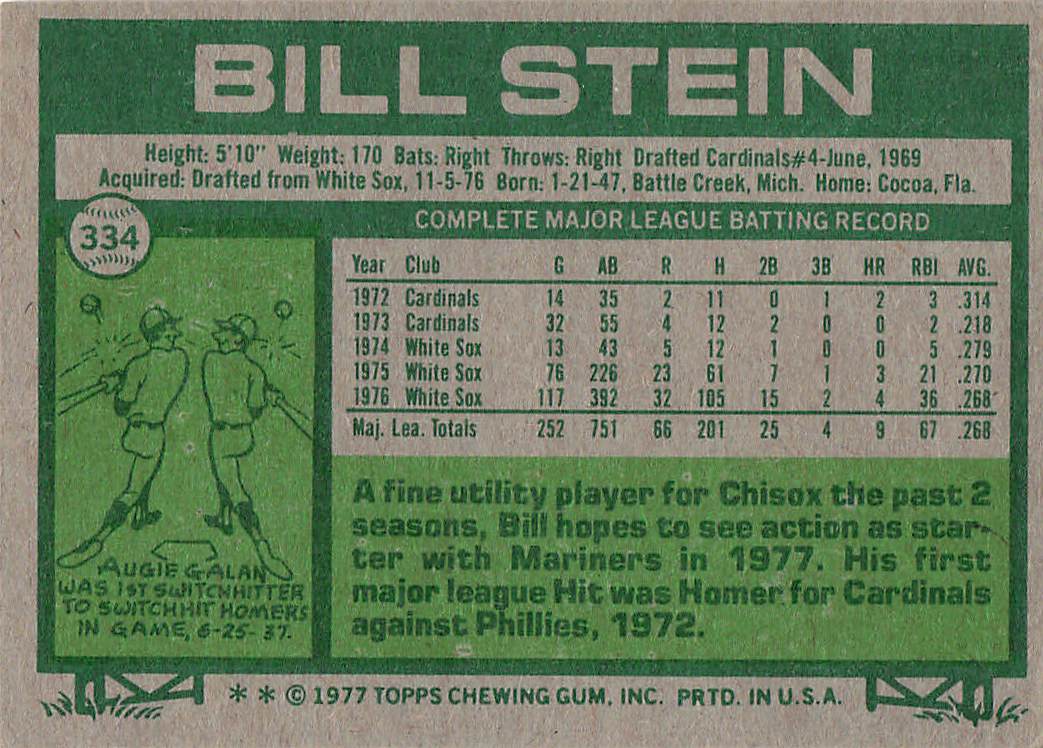 BILL STEIN
Height: 5'10" Weight: 170 Bats: Right Throws: Right Drafted Cardinals#4-June, 1969
Acquired: Drafted from White Sox, 11-5-76 Born: 1-21-47, Battle Creek, Mich. Home: Cocoa, Fla.
334
COMPLETE MAJOR LEAGUE BATTING RECORD
Year Club G AB R H 2B 3B HR RBI AVG.
1972 Cardinals 14 35 2 11 0 1 2 3 .314
1973 Cardinals 32 55 4 12 2 0 0 2 .218
1974 White Sox 13 43 5 12 1 0 0 5 .279
1975 White Sox 76 226 23 61 7 1 3 21 .270
1976 White Sox 117 392 32 105 15 2 4 36 .268
Maj. Lea. Totals 252 751 66 201 25 4 9 67 .268
A fine utility player for Chisox the past 2
seasons, Bill hopes to see action as star-
ter with Mariners in 1977. His first
major league Hit was Homer for Cardinals
against Phillies, 1972.
AUGIE GALAN
WAS 1ST SWITCHHITTER
TO SWITCHHIT HOMERS
IN GAME, 6-25-37.
* * © 1977 TOPPS CHEWING GUM, INC. PRTD. IN U.S.A.